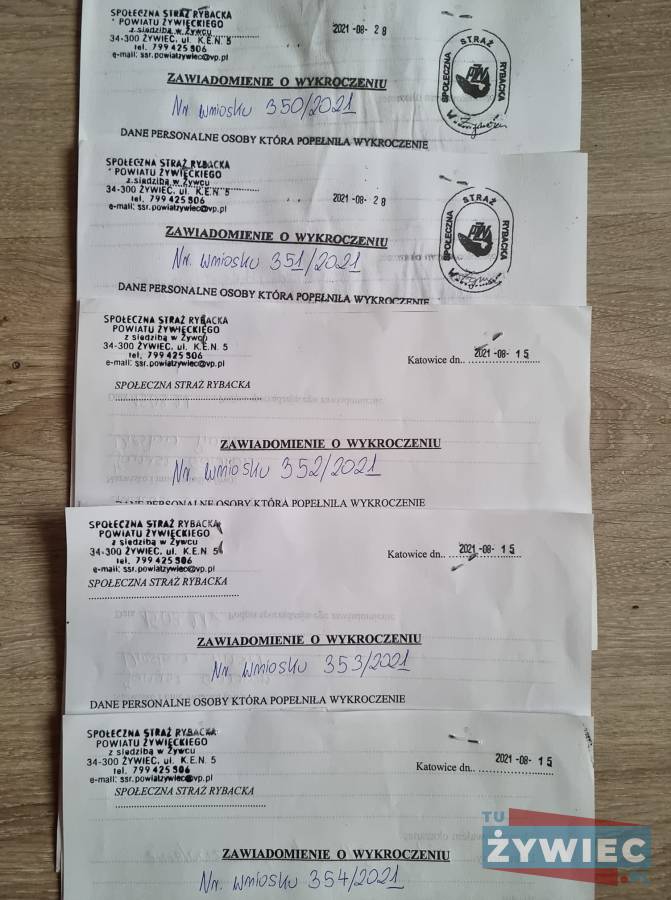 SPOŁECZNA STRAŻ RYBACKA
POWIATU ŻYWIECKIEGO
z siedzibą w Żywcu
34-300 ŻYWIEC, ul. K.E.N. 5
tel. 799 425 506
e-mail: ssr.powiatzywiec@vp.pl
2021-08-28
SPOŁECZNA STRAŻ RYBACKA
PZW
ZAWIADOMIENIE O WYKROCZENIU
Nr. Wniosku 350/2021
DANE PERSONALNE OSOBY KTÓRA POPEŁNIŁA WYKROCZENIE
SPOŁECZNA STRAŻ RYBACKA
POWIATU ŻYWIECKIEGO
z siedzibą w Żywcu
34-300 ŻYWIEC, ul. K.E.N. 5
tel. 799 425 506
e-mail: ssr.powiatzywiec@vp.pl
2021-08-28
SPOŁECZNA STRAŻ RYBACKA
PZW
ZAWIADOMIENIE O WYKROCZENIU
Nr. Wniosku 351/2021
DANE PERSONALNE OSOBY KTÓRA POPEŁNIŁA WYKROCZENIE
SPOŁECZNA STRAŻ RYBACKA
POWIATU ŻYWIECKIEGO
z siedzibą w Żywcu
34-300 ŻYWIEC, ul. K.E.N. 5
tel. 799 425 506
e-mail: ssr.powiatzywiec@vp.pl
Katowice dn.. 2021-08-15
SPOŁECZNA STRAŻ RYBACKA
ZAWIADOMIENIE O WYKROCZENIU
Nr. Wniosku 352/2021
DANE PERSONALNE OSOBY KTÓRA POPEŁNIŁA WYKROCZENIE
SPOŁECZNA STRAŻ RYBACKA
POWIATU ŻYWIECKIEGO
z siedzibą w Żywcu
34-300 ŻYWIEC, ul. K.E.N. 5
tel. 799 425 506
e-mail: ssr.powiatzywiec@vp.pl
Katowice dn.. 2021-08-15
SPOŁECZNA STRAŻ RYBACKA
ZAWIADOMIENIE O WYKROCZENIU
Nr. Wniosku 353/2021
DANE PERSONALNE OSOBY KTÓRA POPEŁNIŁA WYKROCZENIE
SPOŁECZNA STRAŻ RYBACKA
POWIATU ŻYWIECKIEGO
z siedzibą w Żywcu
34-300 ŻYWIEC, ul. K.E.N. 5
tel. 799 425 506
e-mail: ssr.powiatzywiec@vp.pl
Katowice dn.. 2021-08-15
SPOŁECZNA STRAŻ RYBACKA
ZAWIADOMIENIE O WYKROCZENIU
Nr. Wniosku 354/2021
TU
ŻYWIEC
.PL